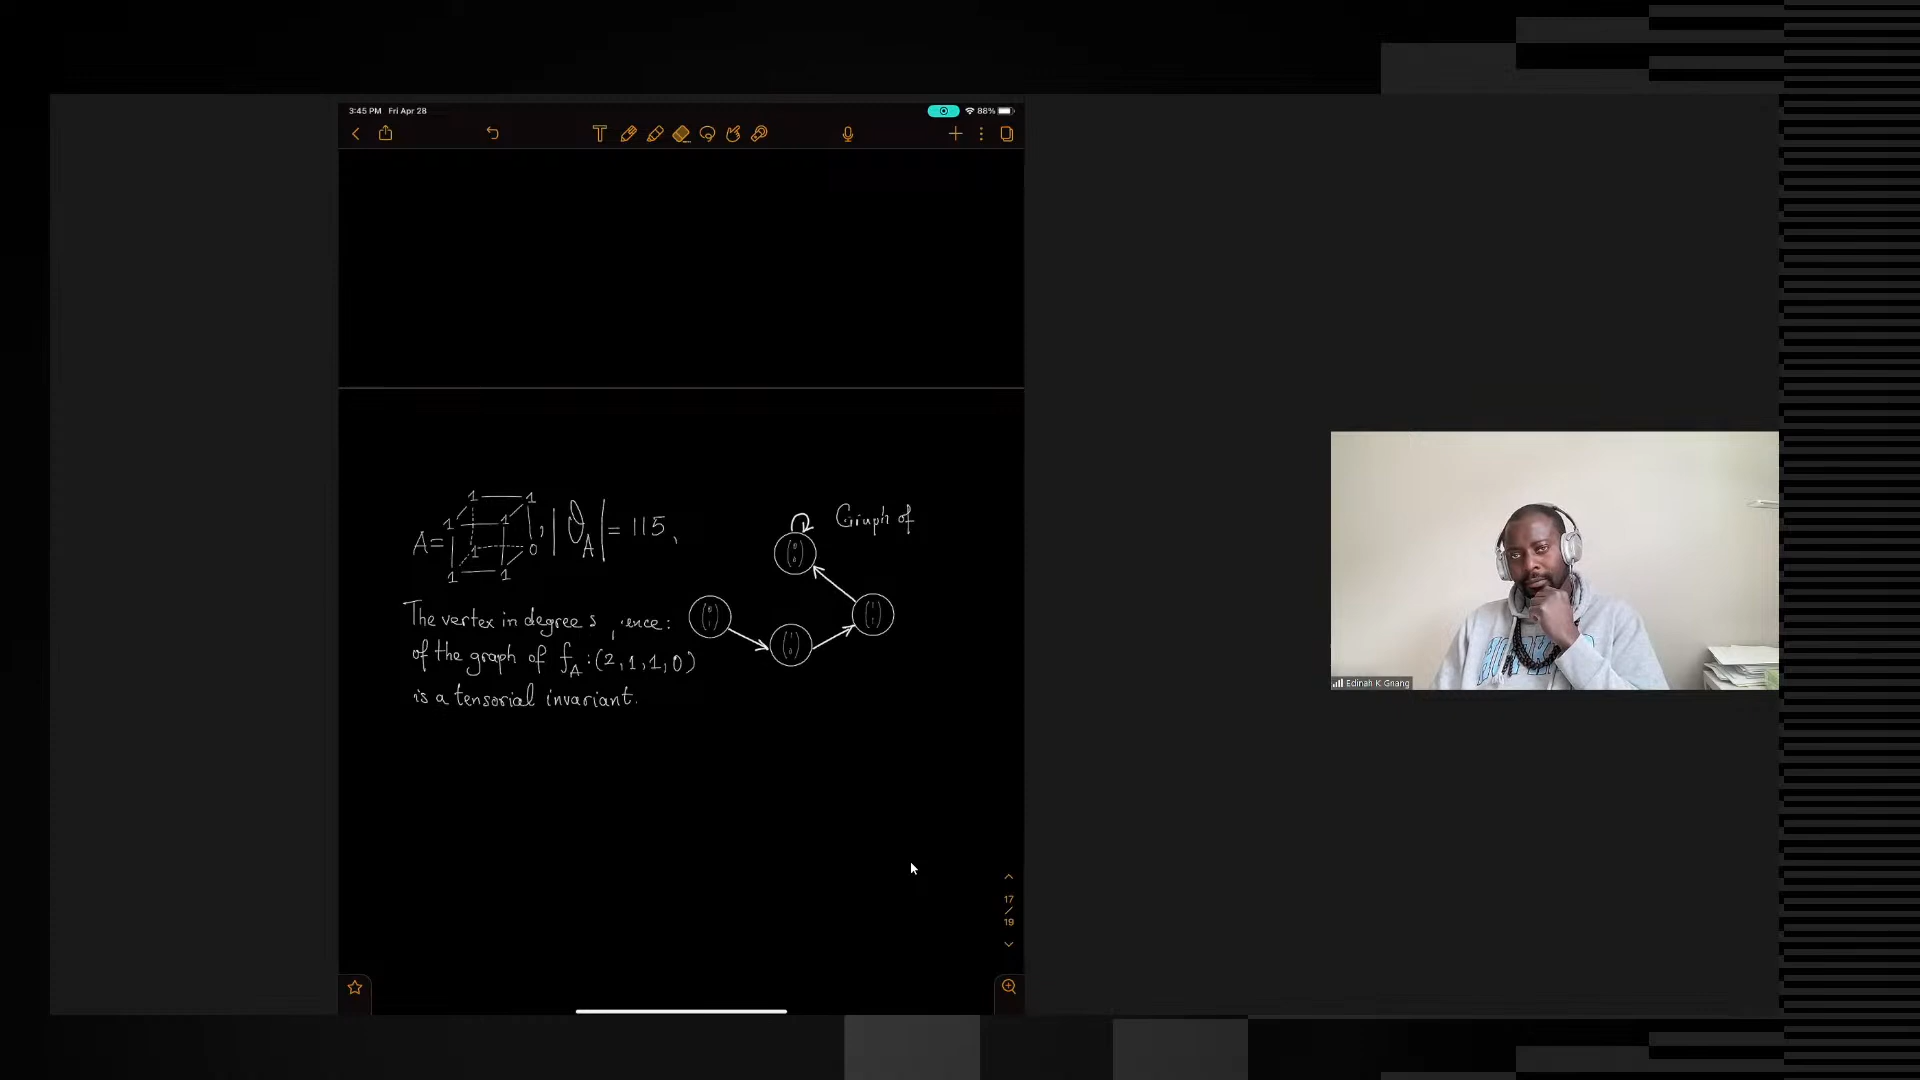 3:45 PM Fri Apr 28
88%
T
1 1
1 1
A= 1 0 , |𝒪A| = 115,
1 1
Graph of
The vertex in degree s ,ence:
of the graph of fA : (2,1,1,0)
is a tensorial invariant.
17
/
19
Edinah K Gnang